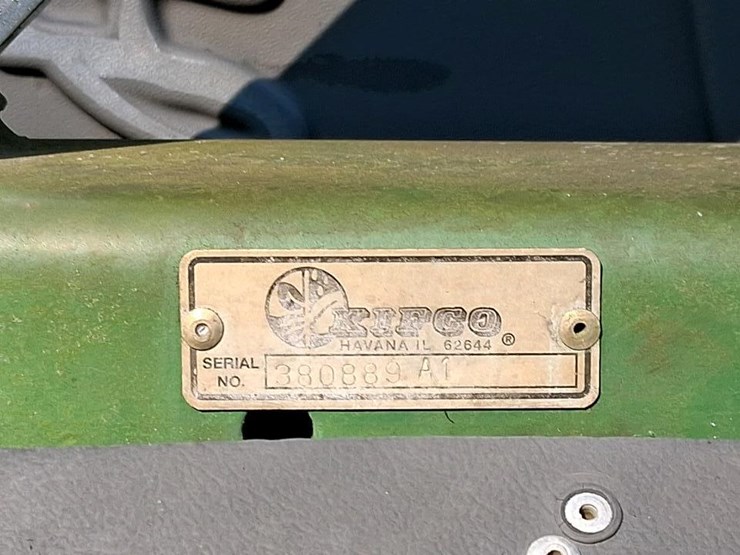 KIFCO ®
HAVANA IL 62644
SERIAL
NO.
380889 A1